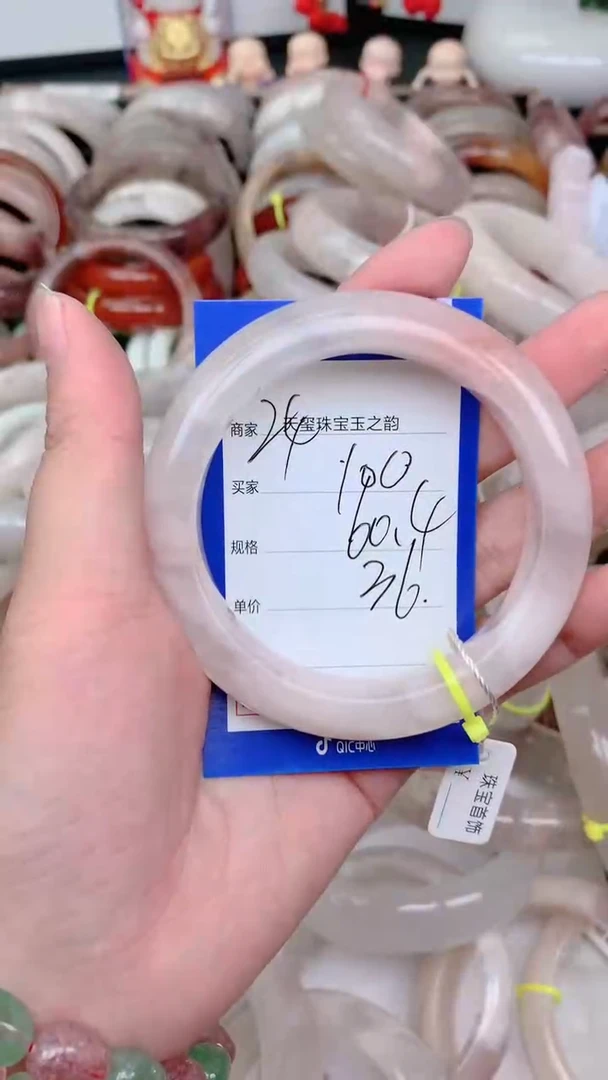 商家 天玺珠宝玉之韵
24
买家
100
规格
60.4
36.
单价
QIC中心
珠宝首饰